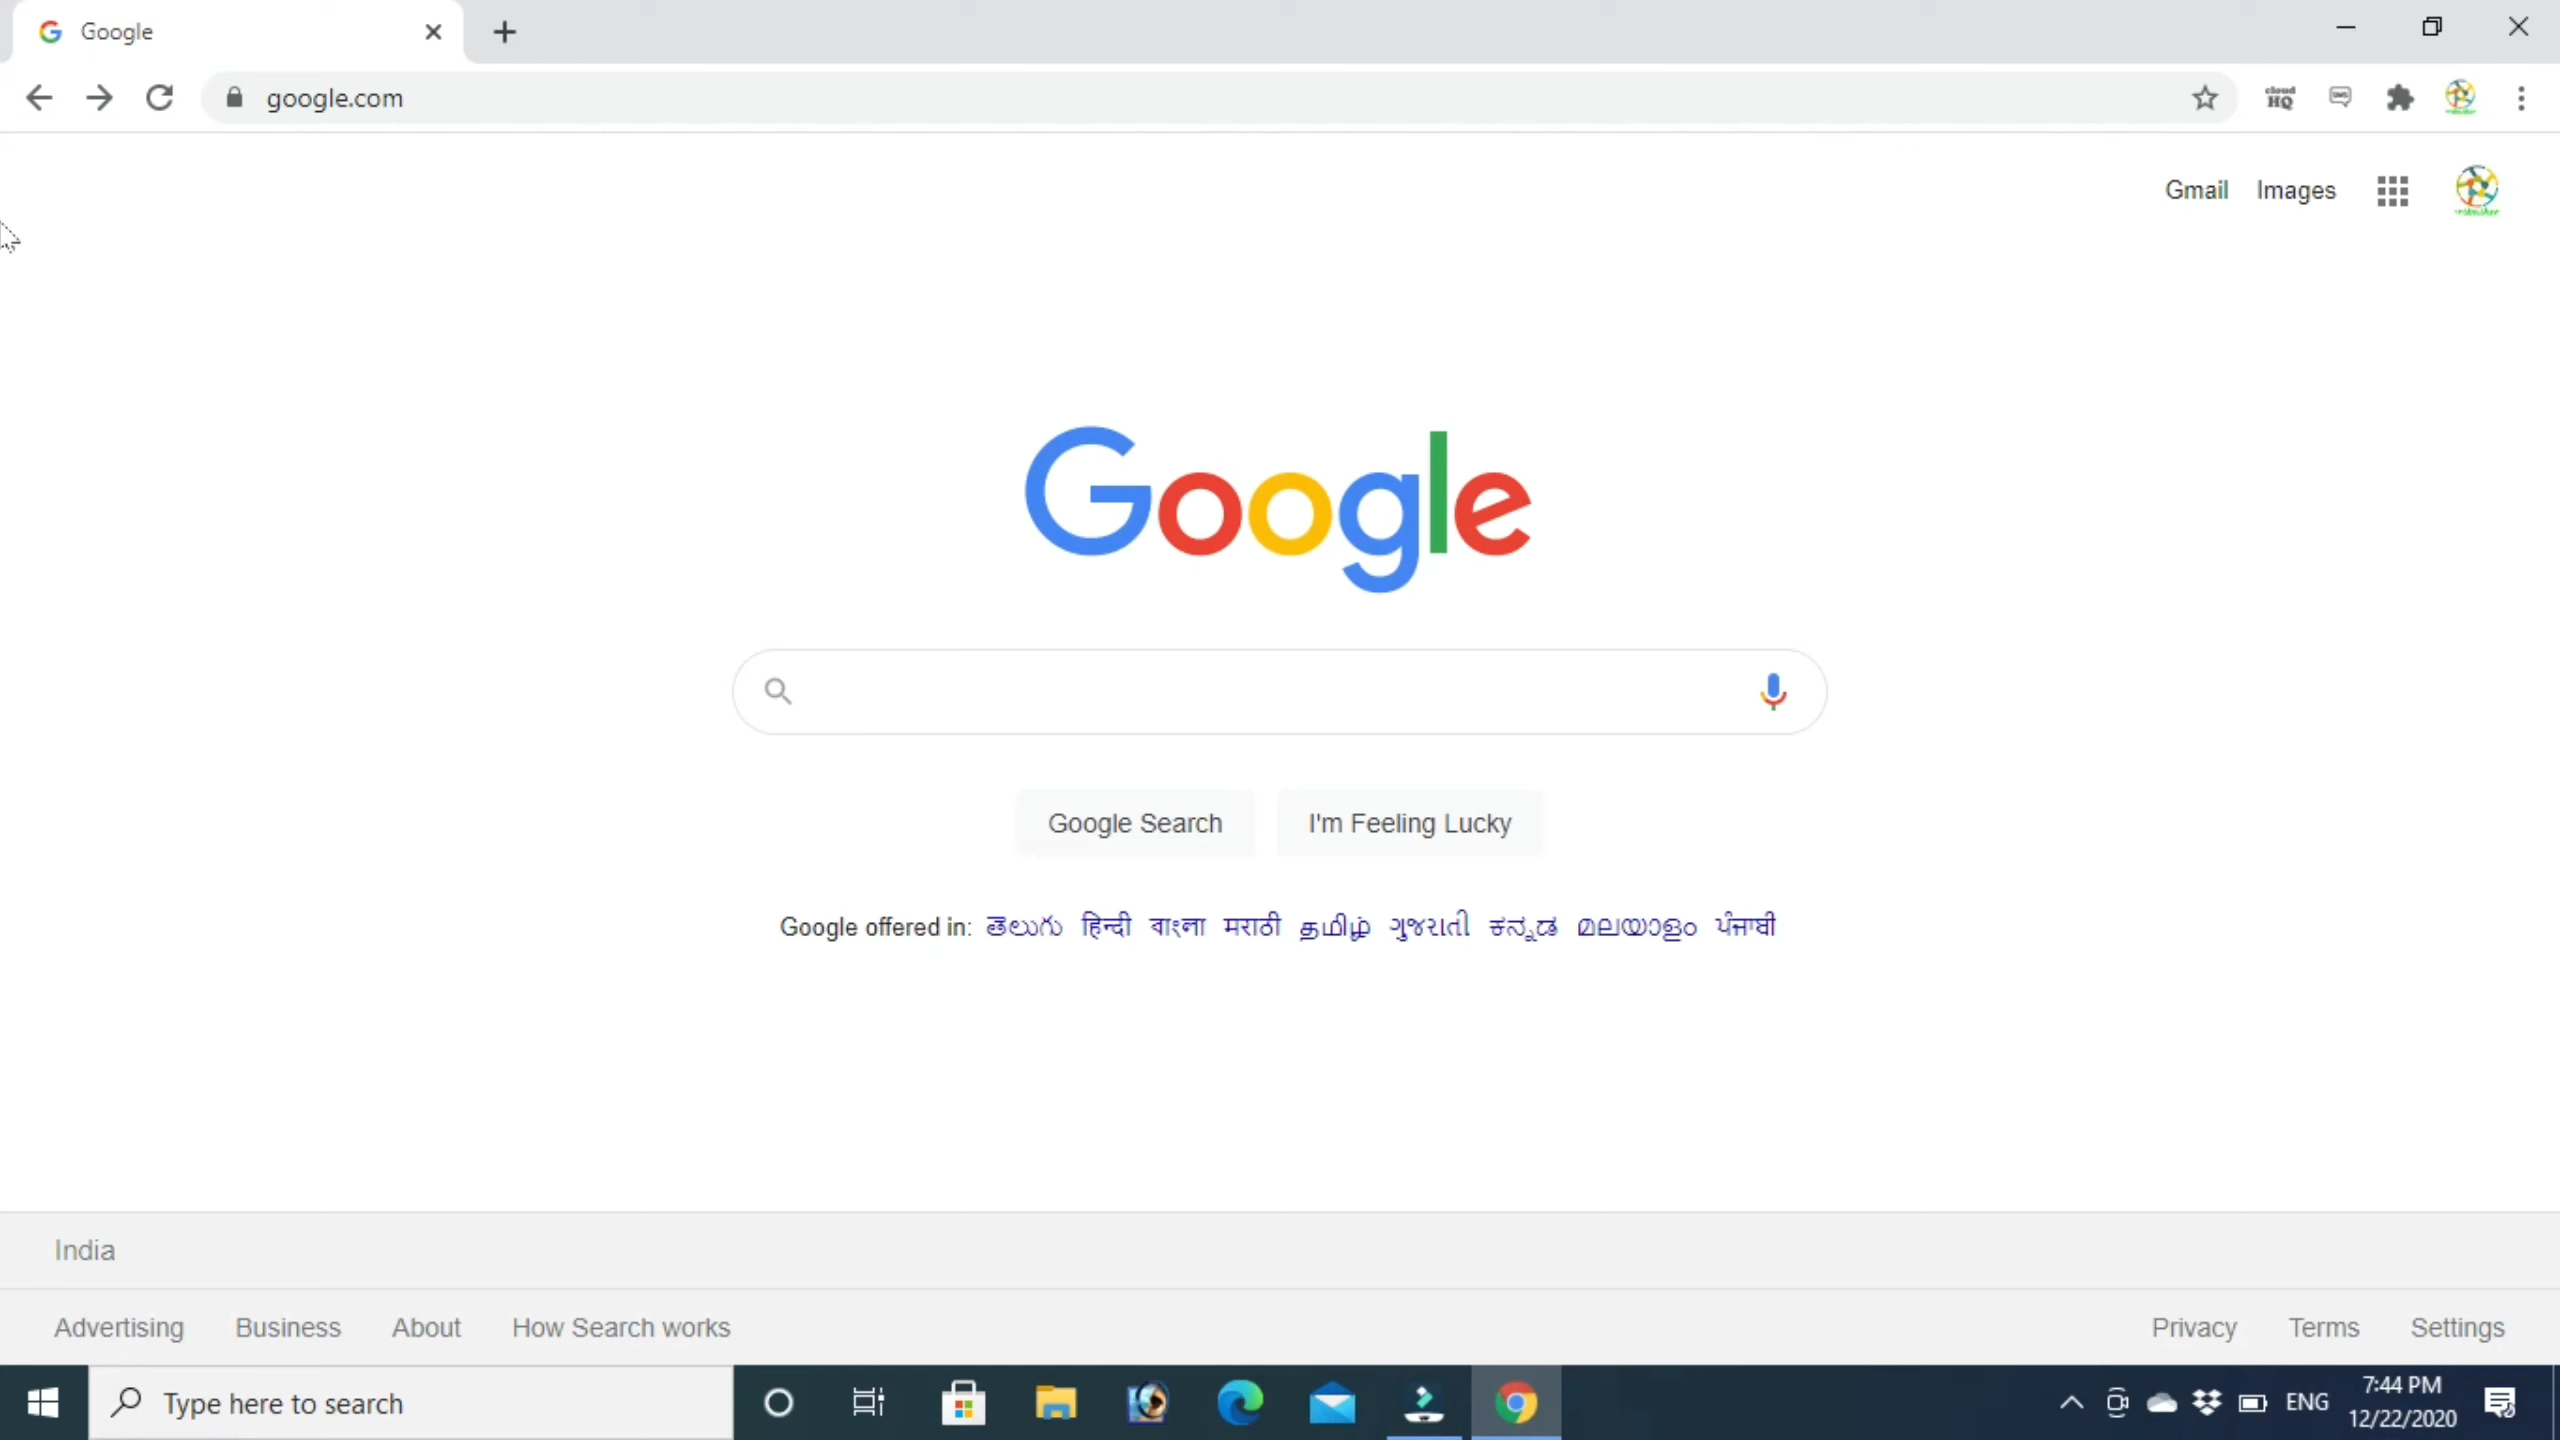 Google
google.com
cloud HQ
Gmail Images
Google
Google Search I'm Feeling Lucky
Google offered in: తెలుగు हिन्दी বাংলা मराठी தமிழ் ગુજરાતી ಕನ್ನಡ മലയാളം ਪੰਜਾਬੀ
India
Advertising Business About How Search works Privacy Terms Settings
Type here to search ENG 7:44 PM
12/22/2020